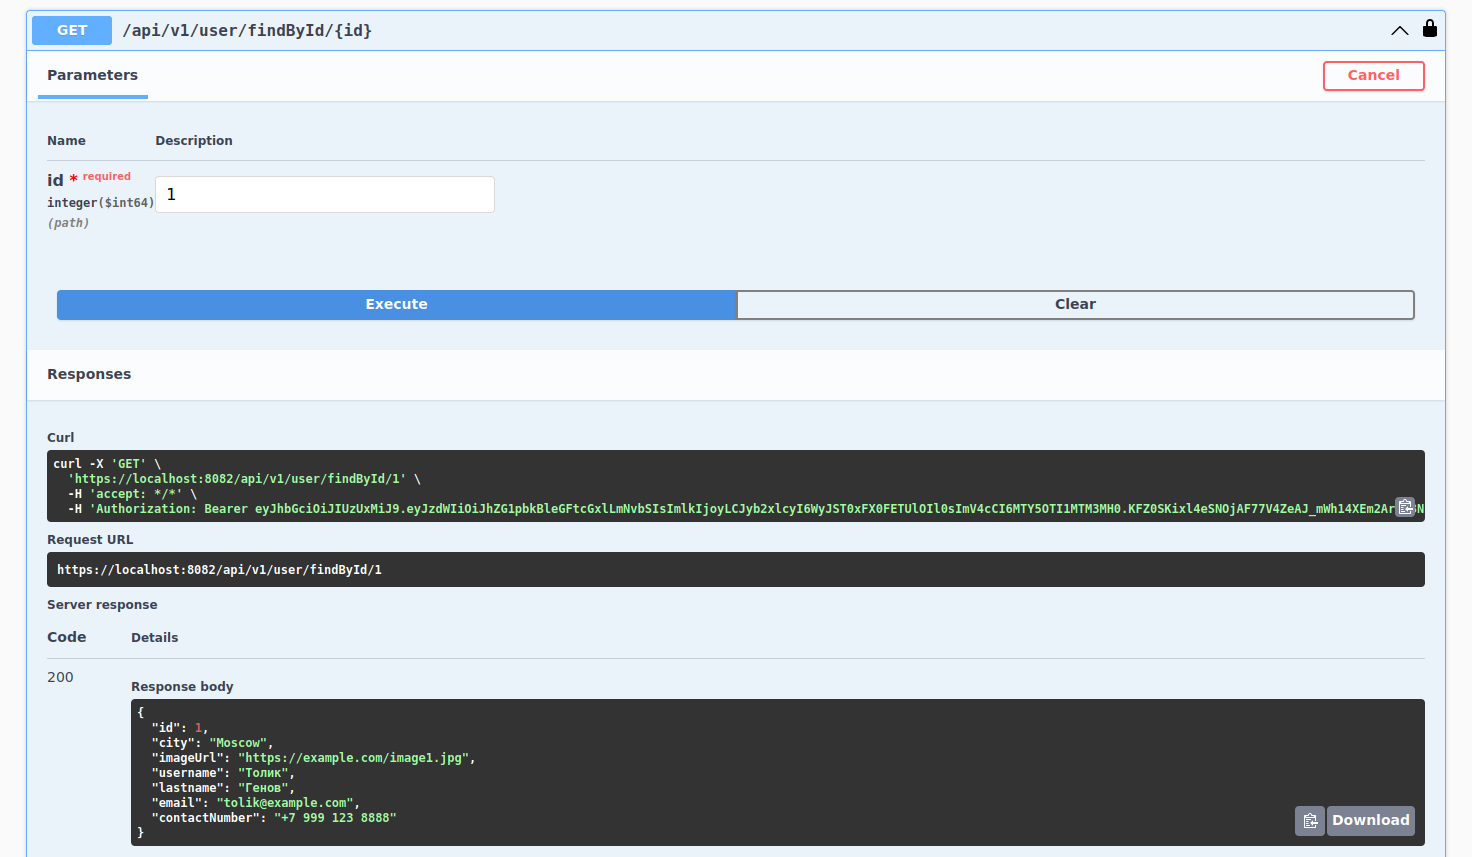 GET /api/v1/user/findById/{id}
Parameters
Cancel
Name Description
id * required
integer($int64)
(path)
1
Execute
Clear
Responses
Curl
curl -X 'GET' \
'https://localhost:8082/api/v1/user/findById/1' \
-H 'accept: */*' \
-H 'Authorization: Bearer eyJhbGciOiJIUzUxMiJ9.eyJzdWIiOiJhZG1pbkBleGFtcGxlLmNvbSIsImlkIjoyLCJyb2xlcyI6WyJST0xFX0FETUlOIl0sImV4cCI6MTY5OTI1MTM3MH0.KFZ0SKixl4eSNOjAF77V4ZeAJ_mWh14XEm2Ar
Request URL
https://localhost:8082/api/v1/user/findById/1
Server response
Code Details
200
Response body
{
"id": 1,
"city": "Moscow",
"imageUrl": "https://example.com/image1.jpg",
"username": "Толик",
"lastname": "Генов",
"email": "tolik@example.com",
"contactNumber": "+7 999 123 8888"
}
Download